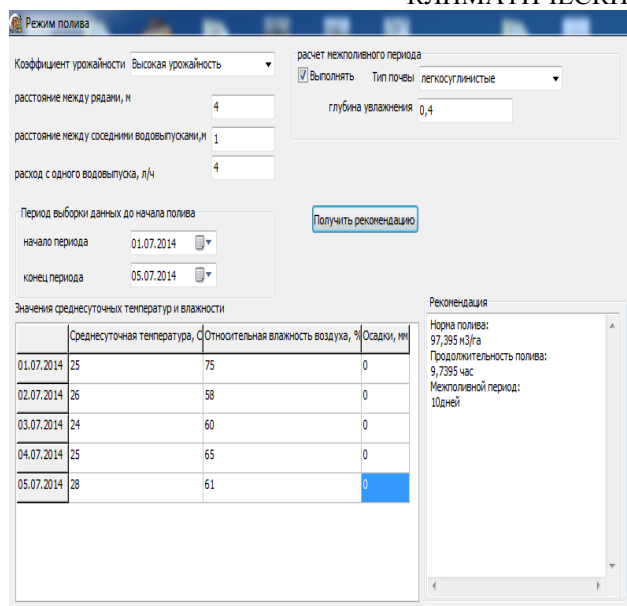 КЛИМАТИЧЕСКИ
Режим полива
Коэффициент урожайности Высокая урожайность
расстояние между рядами, м 4
расстояние между соседними водовыпусками,м 1
расход с одного водовыпуска, л/ч 4
расчет межполивного периода
Выполнять Тип почвы легкосуглинистые
глубина увлажнения 0,4
Период выборки данных до начала полива
начало периода 01.07.2014
конец периода 05.07.2014
Получить рекомендацию
Значения среднесуточных температур и влажности
Среднесуточная температура, С Относительная влажность воздуха, % Осадки, мм
01.07.2014 25 75 0
02.07.2014 26 58 0
03.07.2014 24 60 0
04.07.2014 25 65 0
05.07.2014 28 61 0
Рекомендация
Норма полива:
97,395 м3/га
Продолжительность полива:
9,7395 час
Межполивной период:
10дней